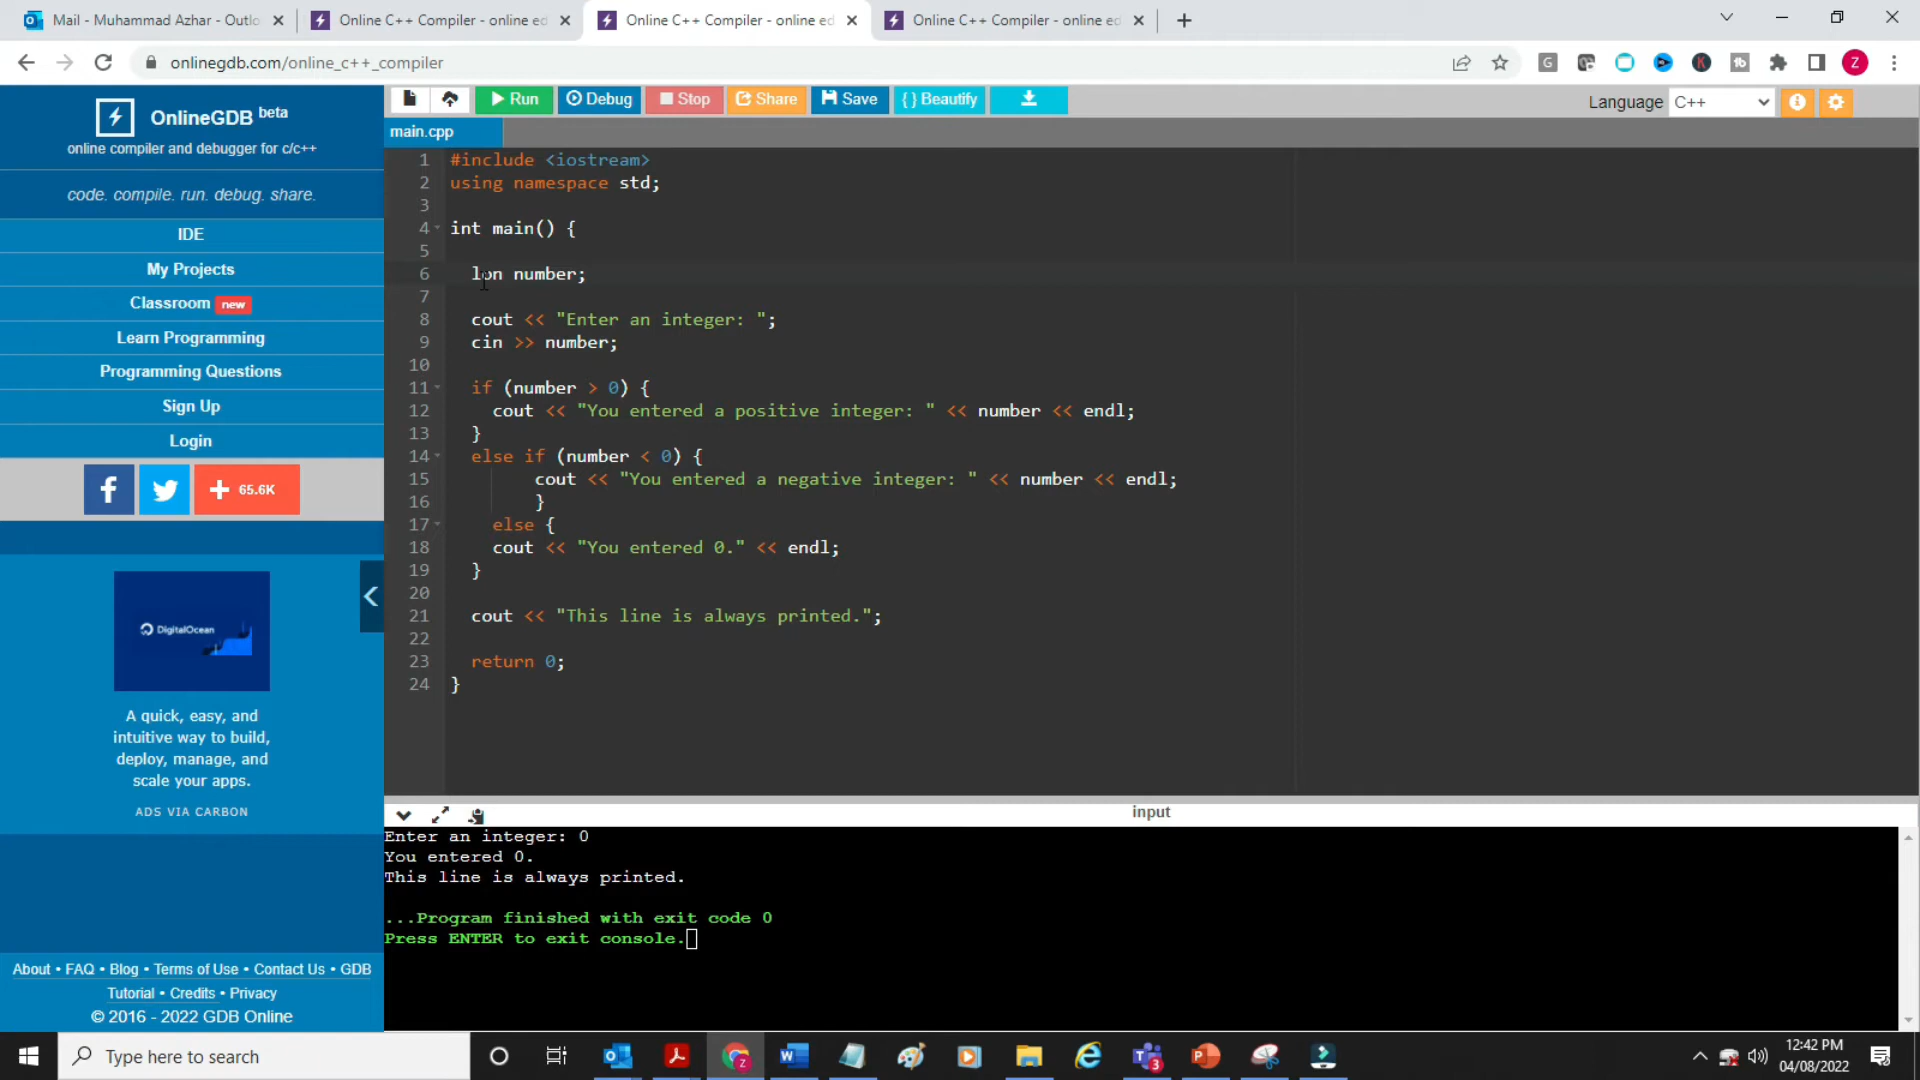 Mail - Muhammad Azhar - Outlo
Online C++ Compiler - online ed
Online C++ Compiler - online ed
Online C++ Compiler - online ed
onlinegdb.com/online_c++_compiler
OnlineGDB beta
online compiler and debugger for c/c++
code. compile. run. debug. share.
IDE
My Projects
Classroom new
Learn Programming
Programming Questions
Sign Up
Login
65.6K
DigitalOcean
A quick, easy, and
intuitive way to build,
deploy, manage, and
scale your apps.
ADS VIA CARBON
About • FAQ • Blog • Terms of Use • Contact Us • GDB
Tutorial • Credits • Privacy
© 2016 - 2022 GDB Online
Run Debug Stop Share Save { } Beautify
Language C++
main.cpp
1 #include <iostream>
2 using namespace std;
3
4 int main() {
5
6 lon number;
7
8 cout << "Enter an integer: ";
9 cin >> number;
10
11 if (number > 0) {
12 cout << "You entered a positive integer: " << number << endl;
13 }
14 else if (number < 0) {
15 cout << "You entered a negative integer: " << number << endl;
16 }
17 else {
18 cout << "You entered 0." << endl;
19 }
20
21 cout << "This line is always printed.";
22
23 return 0;
24 }
input
Enter an integer: 0
You entered 0.
This line is always printed.
...Program finished with exit code 0
Press ENTER to exit console.
Type here to search
12:42 PM
04/08/2022